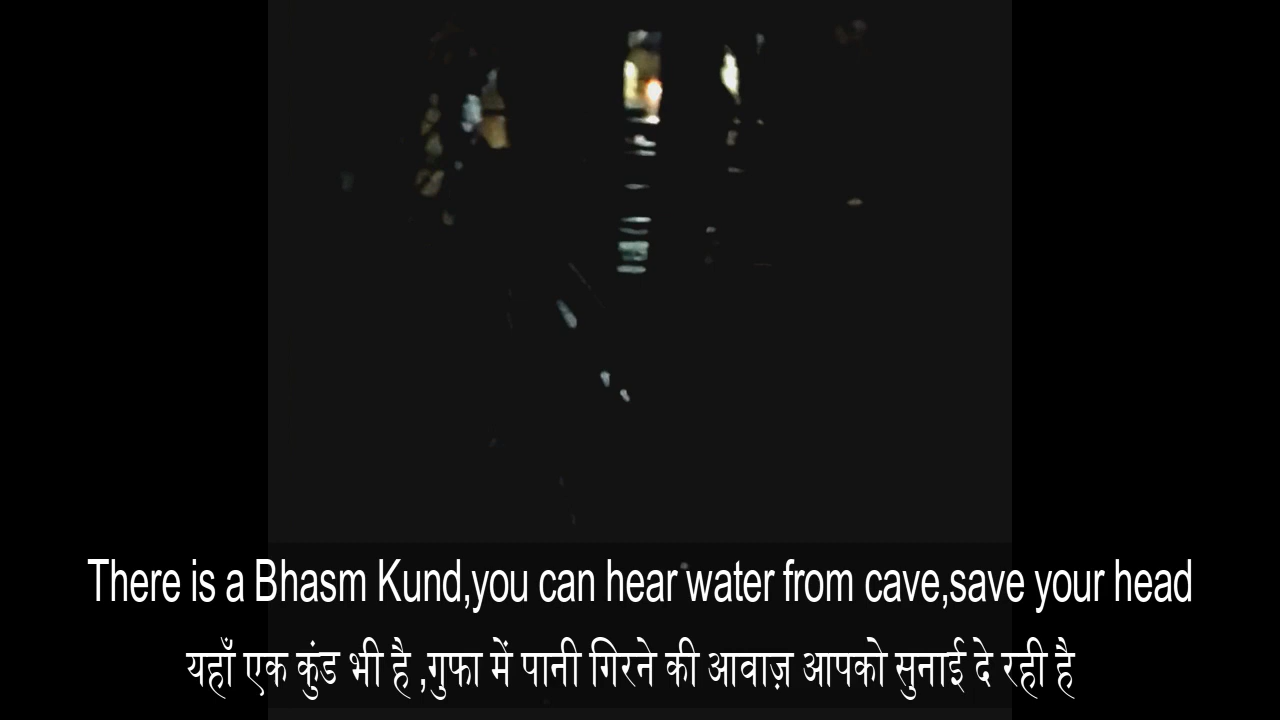 There is a Bhasm Kund,you can hear water from cave,save your head
यहाँ एक कुंड भी है ,गुफा में पानी गिरने की आवाज़ आपको सुनाई दे रही है